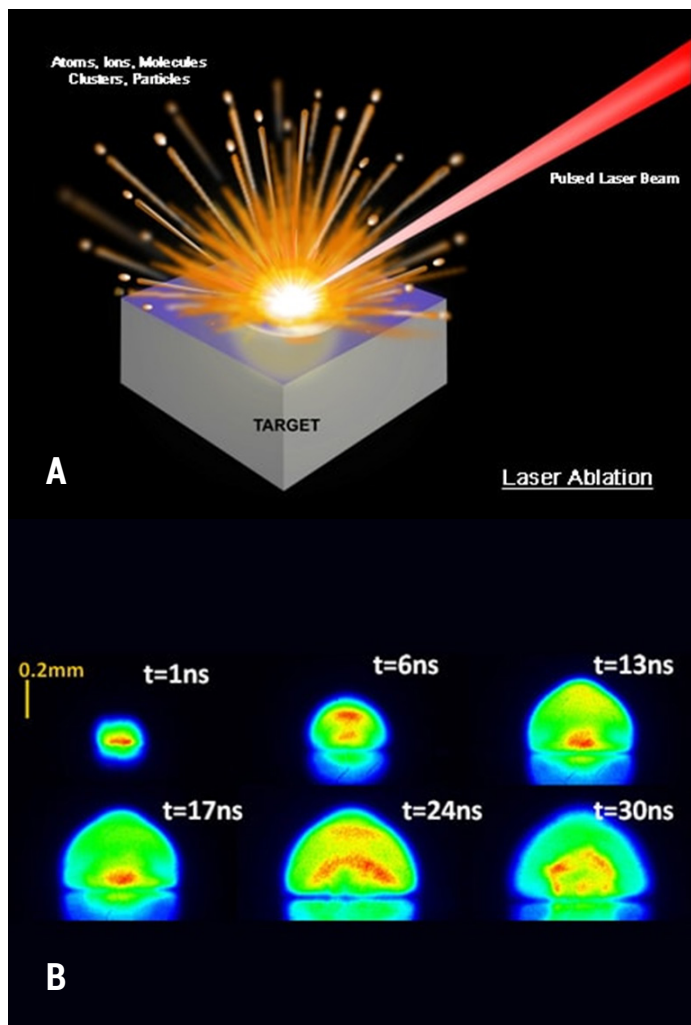 Atoms, Ions, Molecules
Clusters, Particles
Pulsed Laser Beam
TARGET
A
Laser Ablation
0.2mm
t=1ns
t=6ns
t=13ns
t=17ns
t=24ns
t=30ns
B